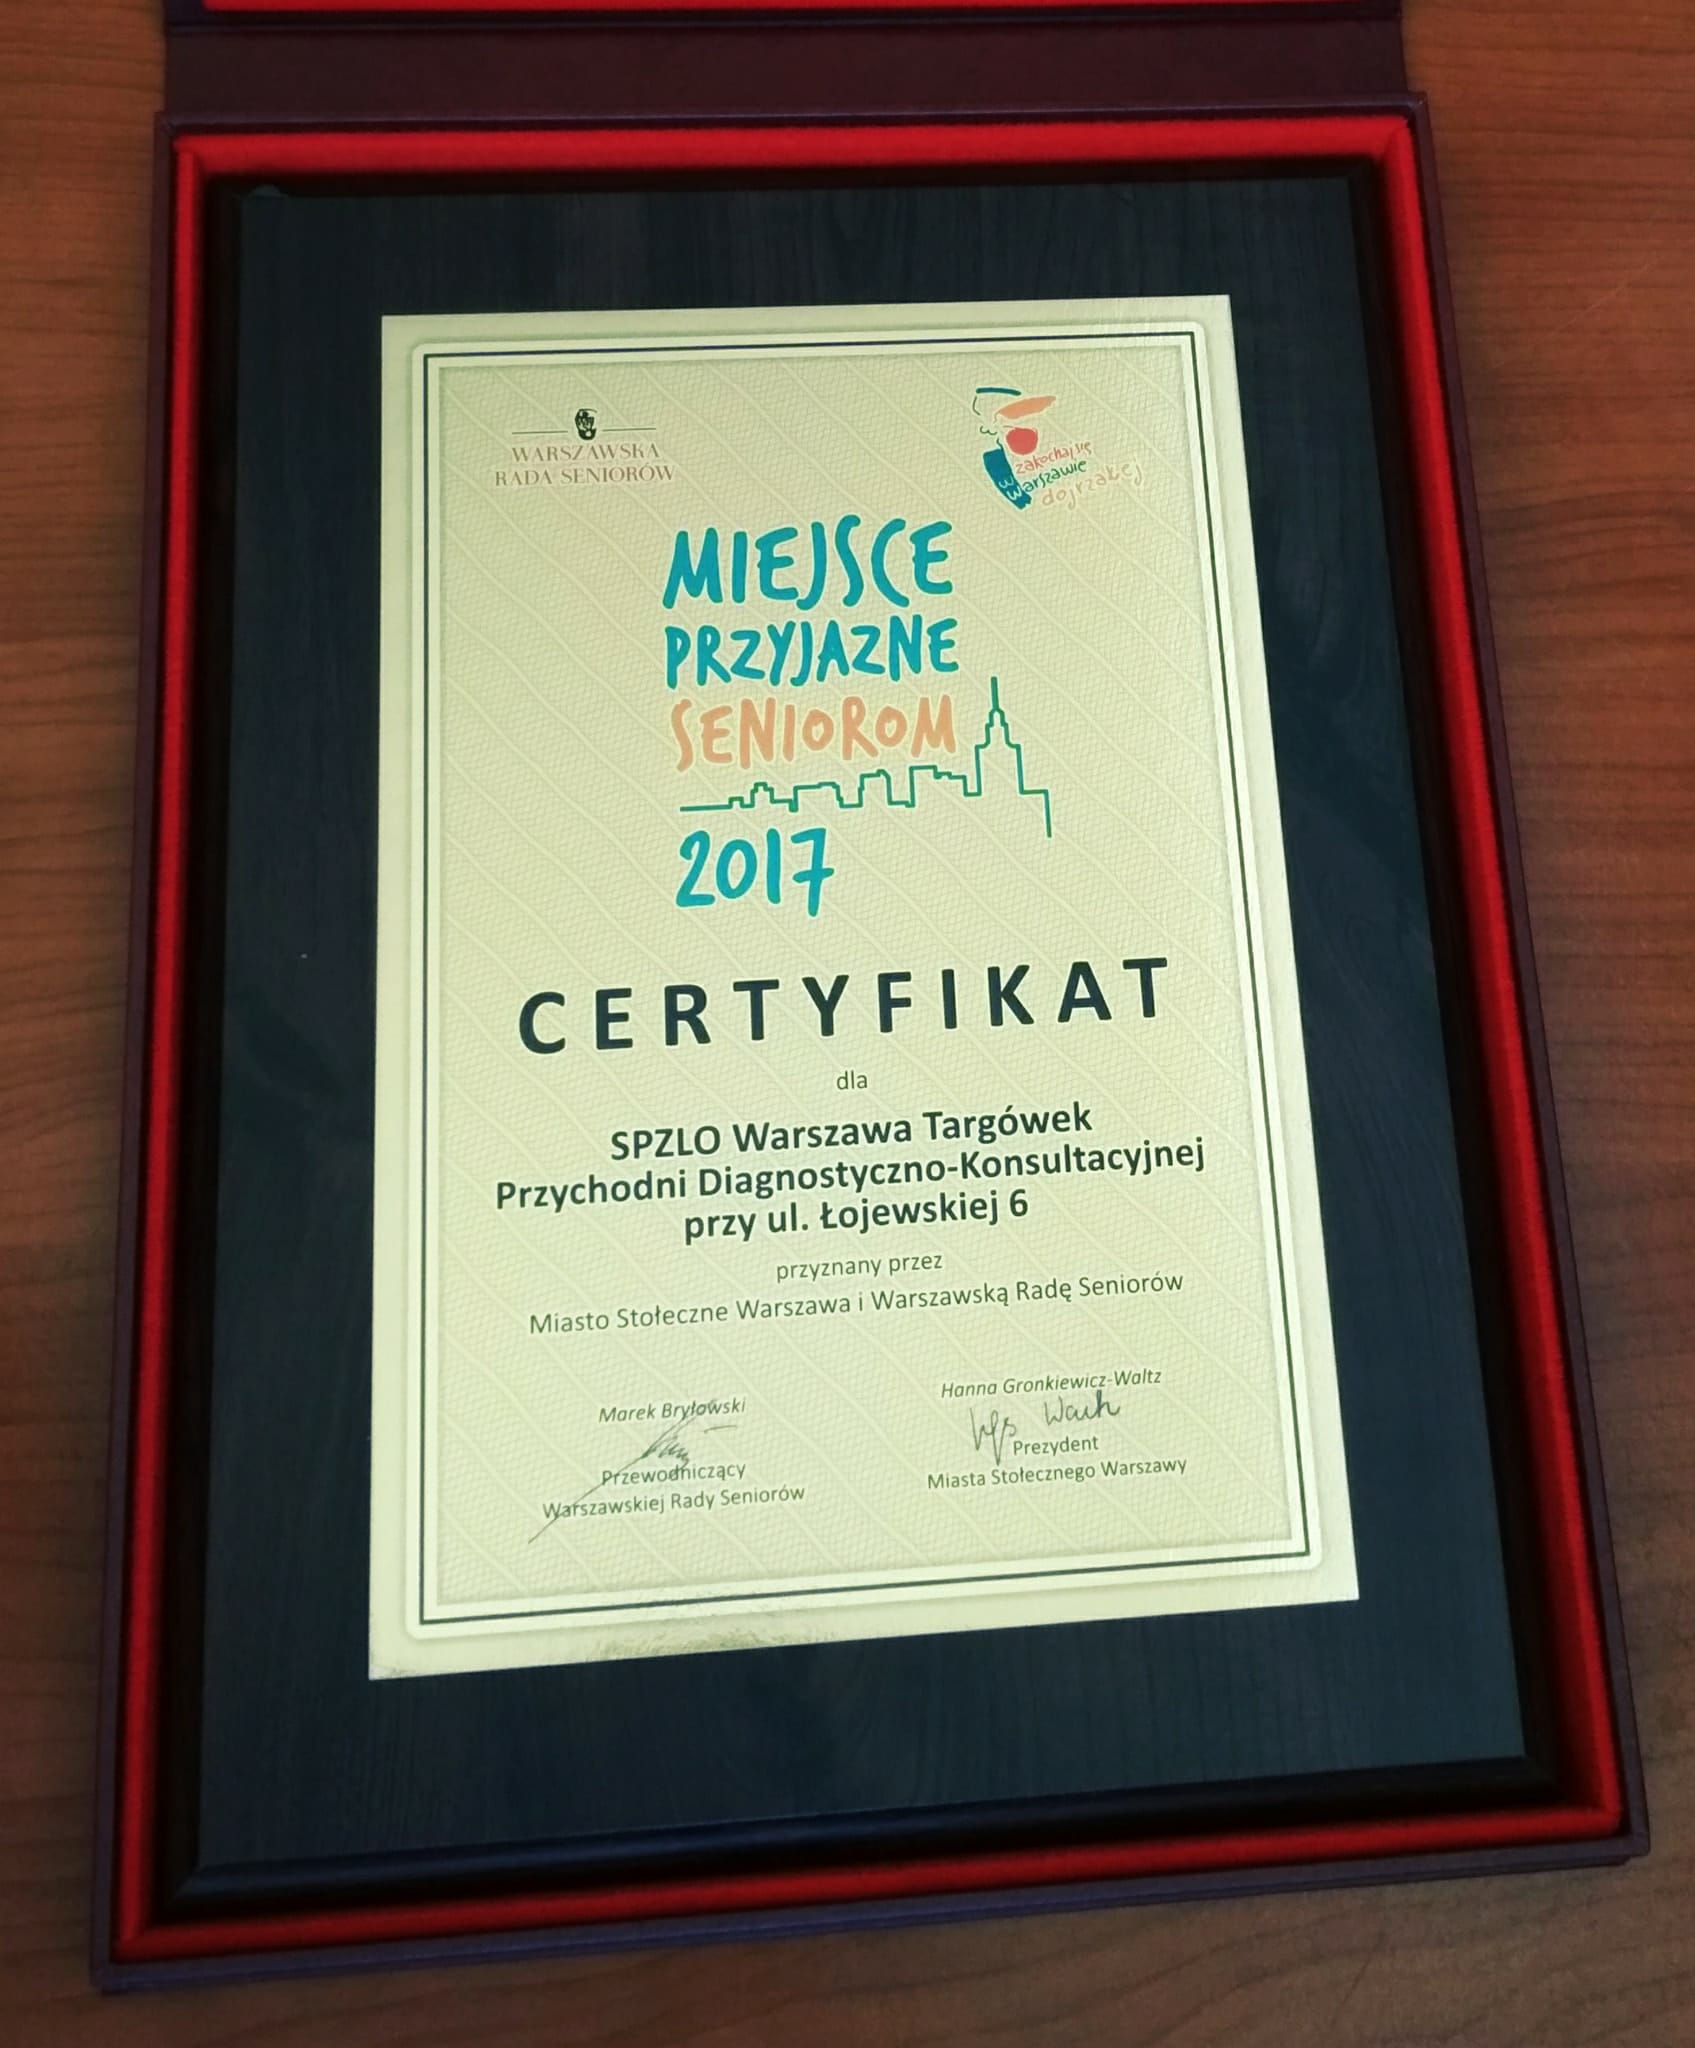 WARSZAWSKA
RADA SENIORÓW
zakochaj się
w Warszawie
dojrzałej
MIEJSCE
PRZYJAZNE
SENIOROM
2017
CERTYFIKAT
dla
SPZLO Warszawa Targówek
Przychodni Diagnostyczno-Konsultacyjnej
przy ul. Łojewskiej 6
przyznany przez
Miasto Stołeczne Warszawa i Warszawską Radę Seniorów
Marek Bryłowski
Przewodniczący
Warszawskiej Rady Seniorów
Hanna Gronkiewicz-Waltz
Prezydent
Miasta Stołecznego Warszawy